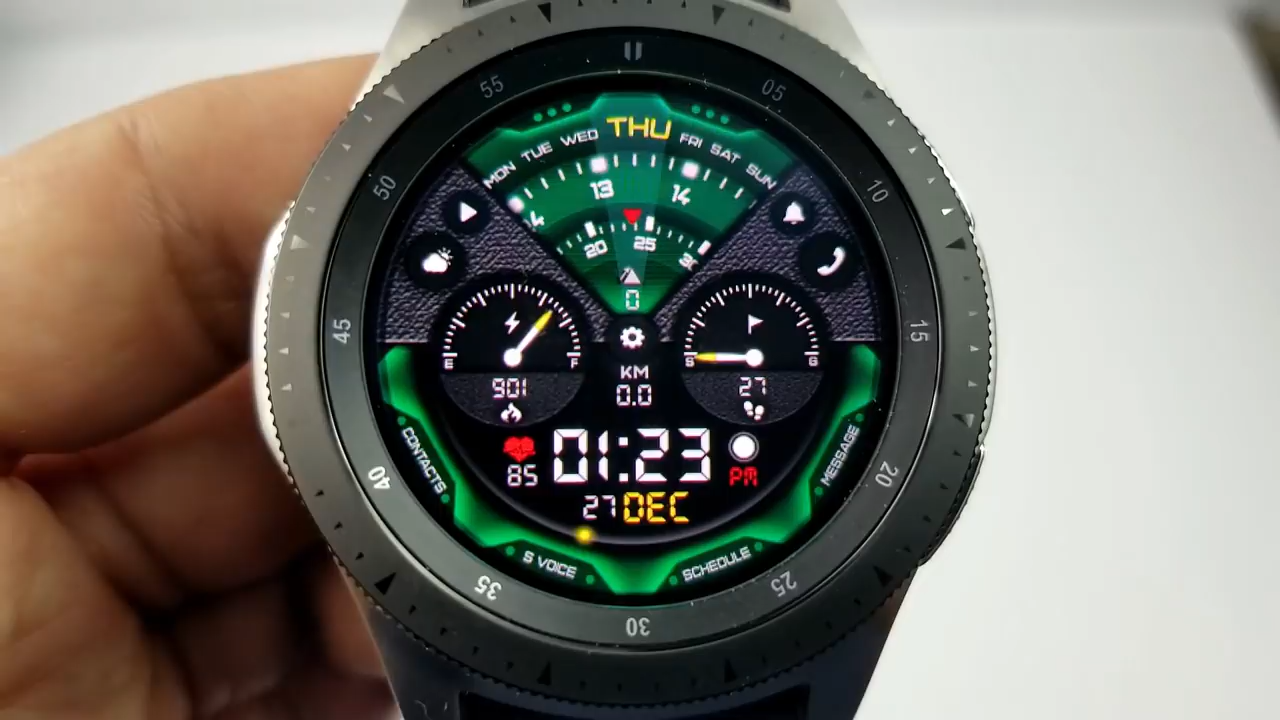 55
05
50
10
45
15
40
20
35
25
30
MON TUE WED THU FRI SAT SUN
13 14
20 25
0
E F
S G
KM
901 0.0 27
01:23
85 PM
27 DEC
CONTACTS
MESSAGE
S VOICE
SCHEDULE